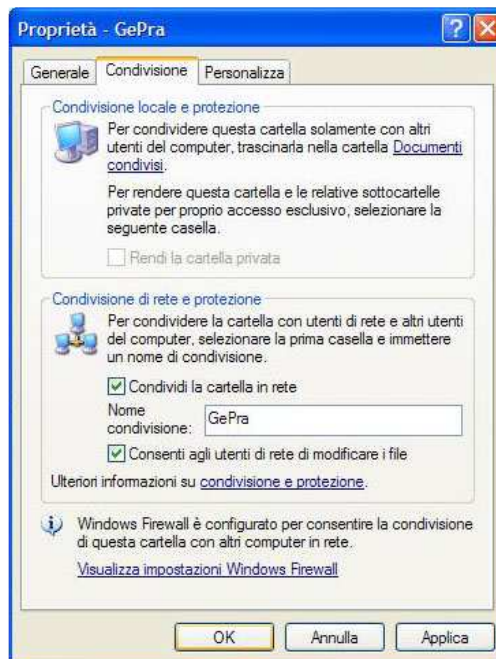 Proprietà - GePra
Generale Condivisione Personalizza
Condivisione locale e protezione
Per condividere questa cartella solamente con altri
utenti del computer, trascinarla nella cartella Documenti
condivisi.
Per rendere questa cartella e le relative sottocartelle
private per proprio accesso esclusivo, selezionare la
seguente casella.
Rendi la cartella privata
Condivisione di rete e protezione
Per condividere la cartella con utenti di rete e altri utenti
del computer, selezionare la prima casella e immettere
un nome di condivisione.
Condividi la cartella in rete
Nome
condivisione: GePra
Consenti agli utenti di rete di modificare i file
Ulteriori informazioni su condivisione e protezione.
Windows Firewall è configurato per consentire la condivisione
di questa cartella con altri computer in rete.
Visualizza impostazioni Windows Firewall
OK Annulla Applica